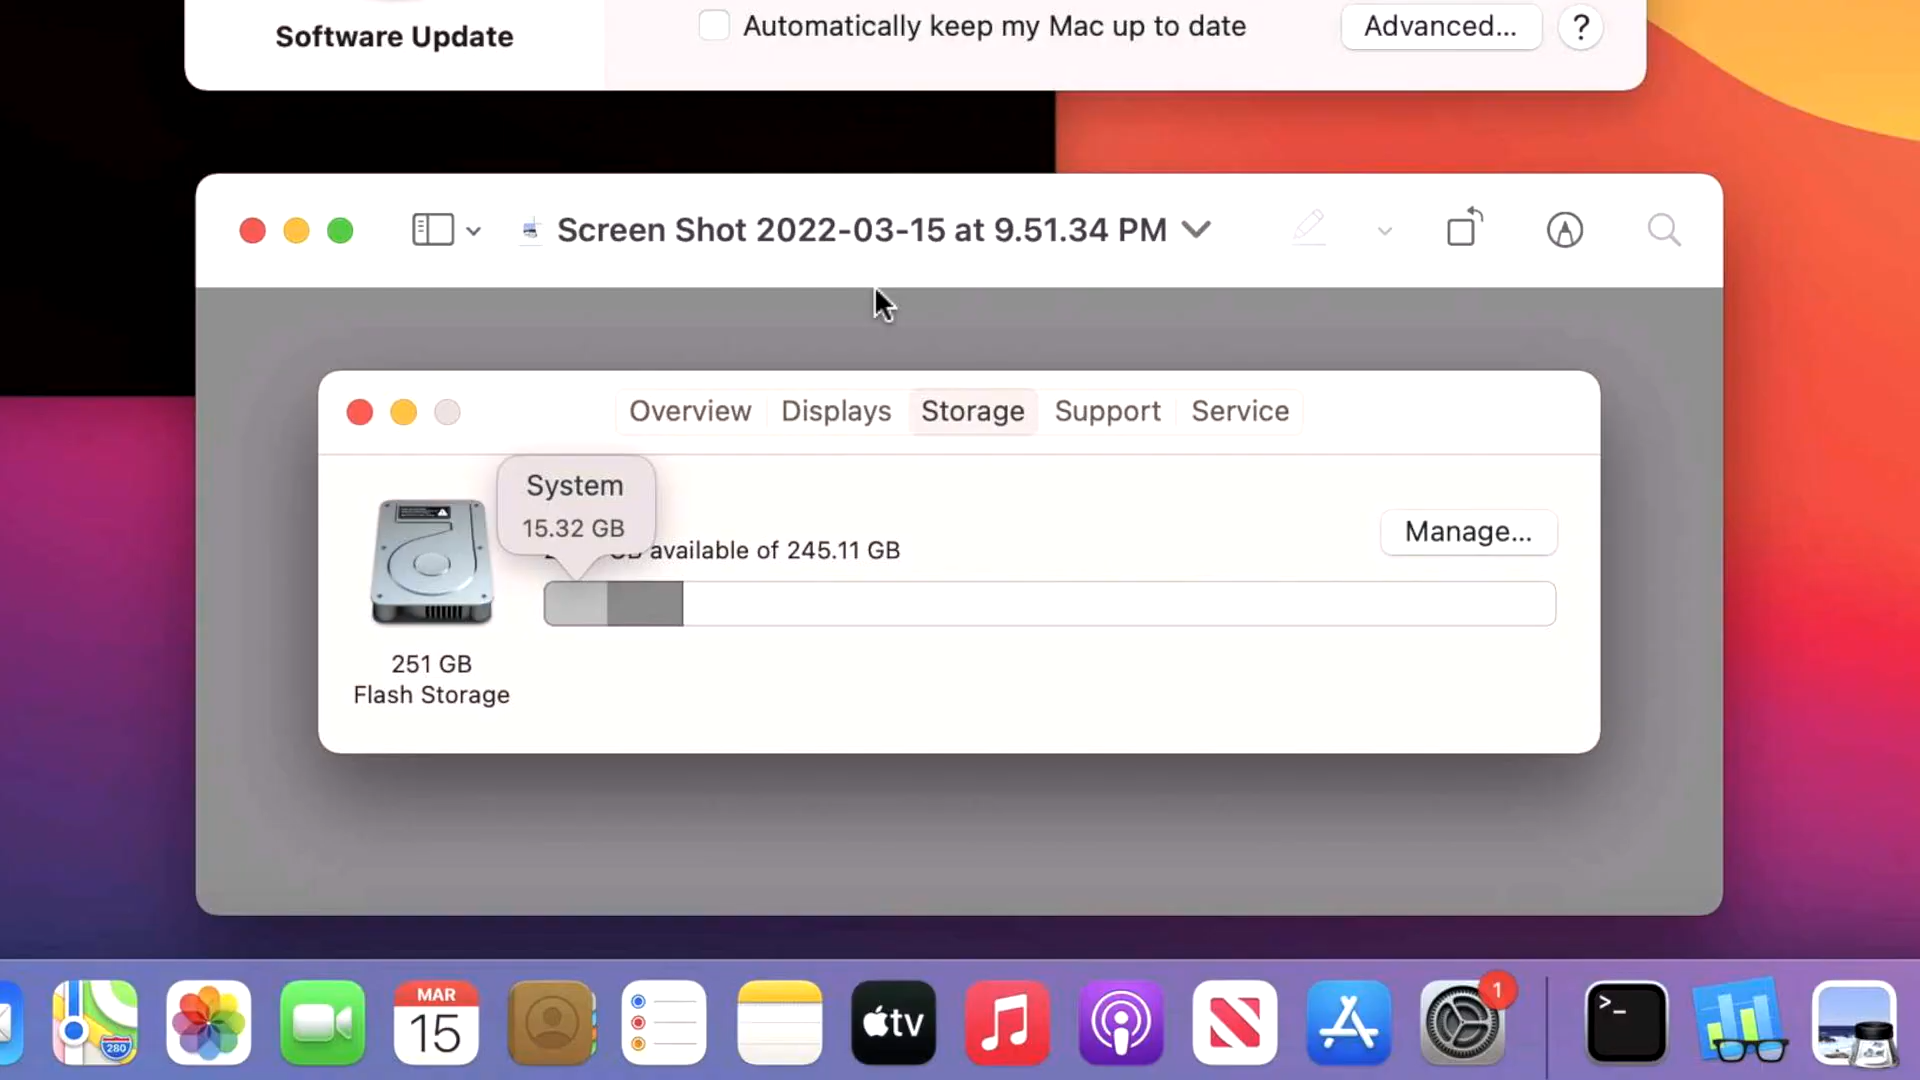 Software Update
Automatically keep my Mac up to date
Advanced...
?
Screen Shot 2022-03-15 at 9.51.34 PM
Overview
Displays
Storage
Support
Service
System
15.32 GB
available of 245.11 GB
Manage...
251 GB
Flash Storage
280
MAR
15
tv
1
>_